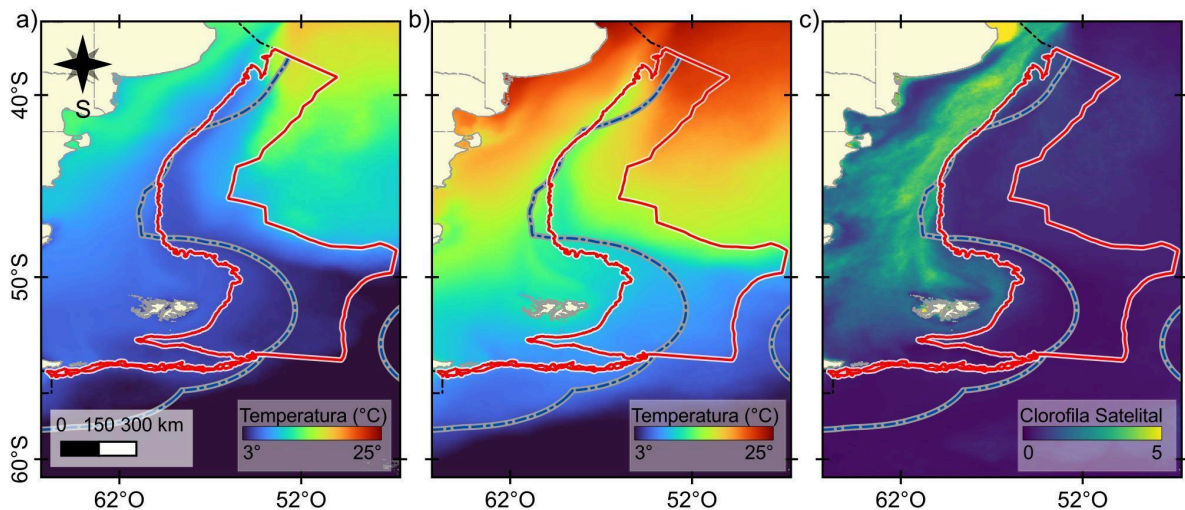 a)
b)
c)
S
40°S
50°S
60°S
0 150 300 km
Temperatura (°C)
3° 25°
Temperatura (°C)
3° 25°
Clorofila Satelital
0 5
62°O 52°O
62°O 52°O
62°O 52°O